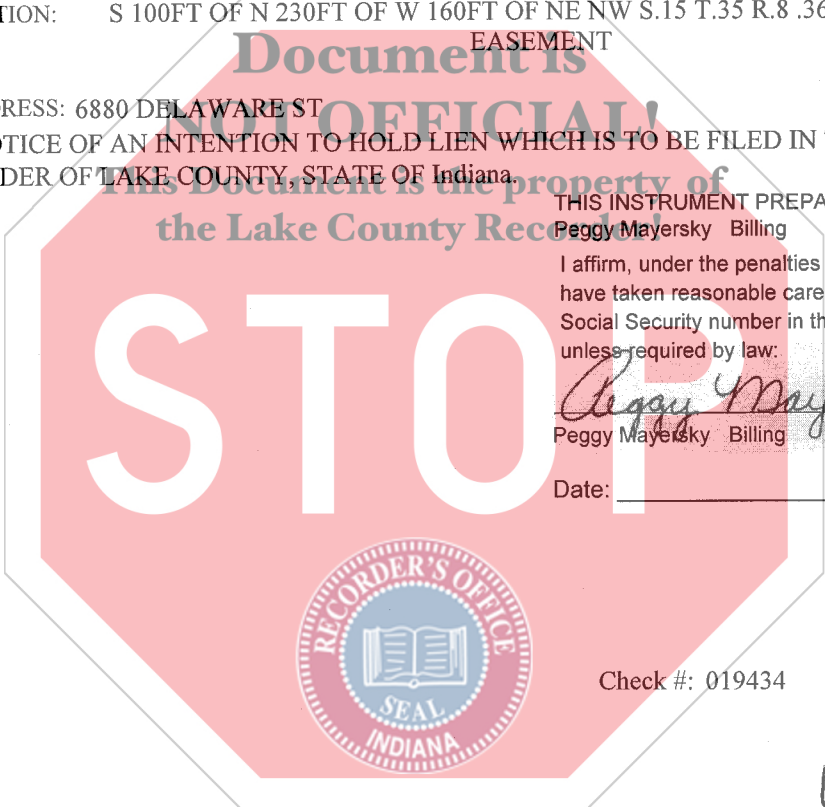 TION: S 100FT OF N 230FT OF W 160FT OF NE NW S.15 T.35 R.8 .36
EASEMENT
Document is
NOT OFFICIAL!
RESS: 6880 DELAWARE ST
OTICE OF AN INTENTION TO HOLD LIEN WHICH IS TO BE FILED IN
DER OF LAKE COUNTY, STATE OF Indiana.
This Document is the property of
the Lake County Recorder!
THIS INSTRUMENT PREPA
Peggy Mayersky Billing
I affirm, under the penalties
have taken reasonable care
Social Security number in th
unless required by law:
Peggy May
Peggy Mayersky Billing
Date:
STOP
RECORDER'S OFFICE
SEAL
INDIANA
Check #: 019434